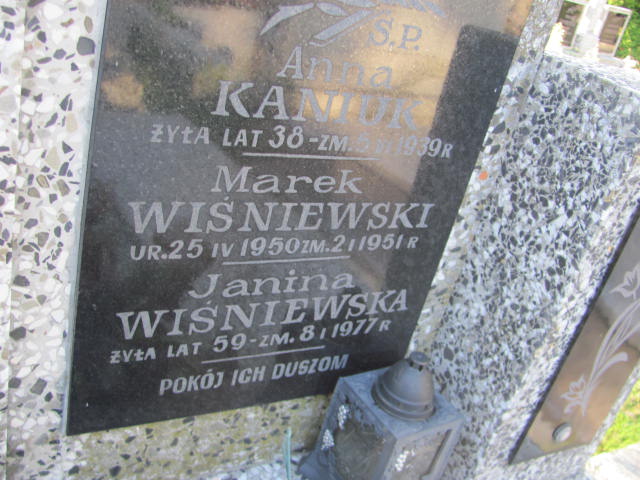 Ś.P.
Anna
KANIUK
ŻYŁA LAT 38-ZM. 1939R
Marek
WIŚNIEWSKI
UR.25 IV 1950 ZM.2 I 1951 R
Janina
WIŚNIEWSKA
ŻYŁA LAT 59-ZM.8 I 1977 R
POKÓJ ICH DUSZOM